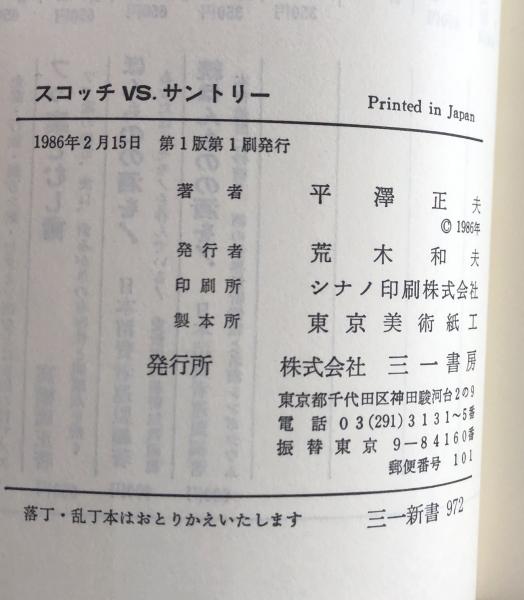 スコッチ VS. サントリー
Printed in Japan
1986年2月15日 第1版第1刷発行
著者 平澤正夫
©1986年
発行者 荒木和夫
印刷所 シナノ印刷株式会社
製本所 東京美術紙工
発行所 株式会社 三一書房
東京都千代田区神田駿河台2の9
電話 03(291)3131〜5番
振替東京 9-84160番
郵便番号 101
落丁・乱丁本はおとりかえいたします
三一新書 972